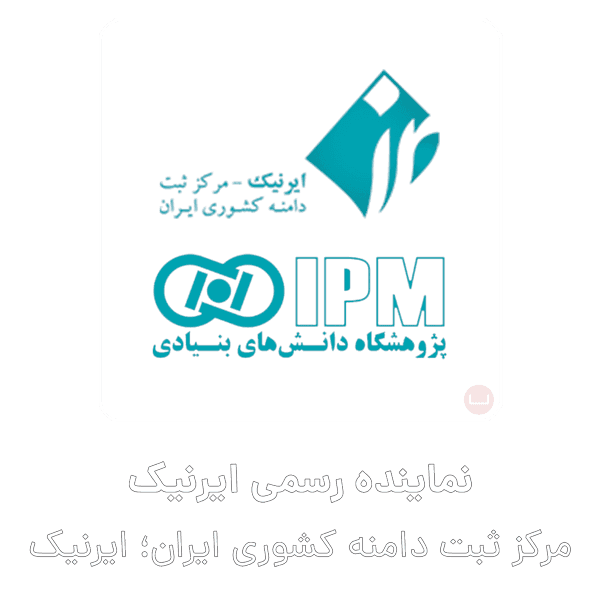 ایرنیک - مرکز ثبت
دامنه کشوری ایران
IPM
پژوهشگاه دانش‌های بنیادی
نماینده رسمی ایرنیک
مرکز ثبت دامنه کشوری ایران؛ ایرنیک